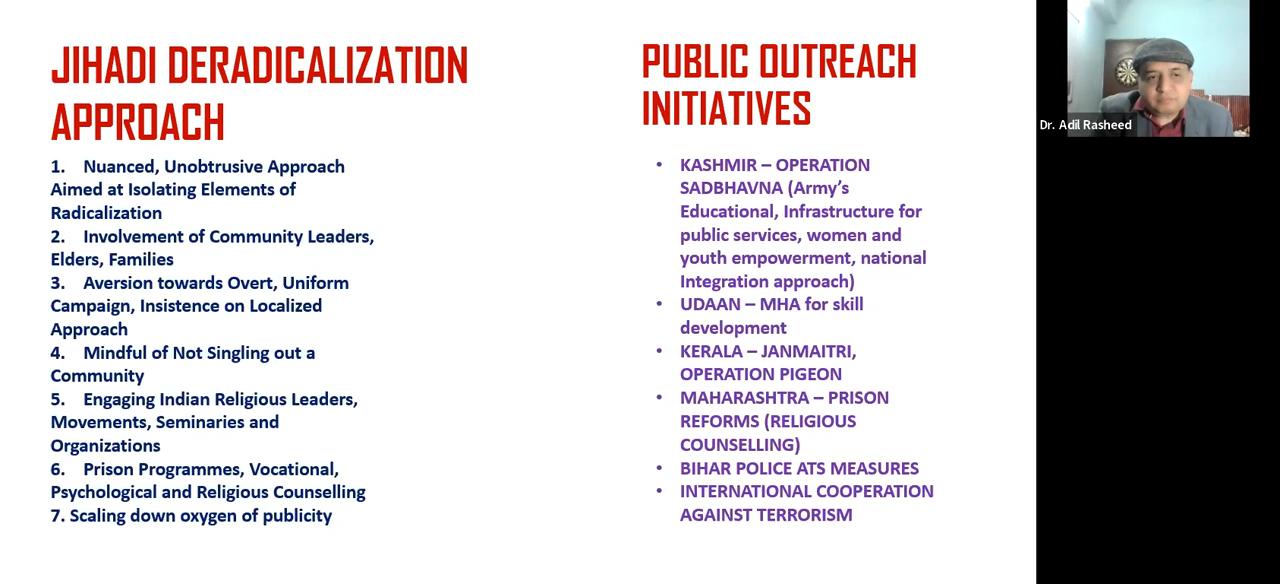 JIHADI DERADICALIZATION
APPROACH
1. Nuanced, Unobtrusive Approach
Aimed at Isolating Elements of
Radicalization
2. Involvement of Community Leaders,
Elders, Families
3. Aversion towards Overt, Uniform
Campaign, Insistence on Localized
Approach
4. Mindful of Not Singling out a
Community
5. Engaging Indian Religious Leaders,
Movements, Seminaries and
Organizations
6. Prison Programmes, Vocational,
Psychological and Religious Counselling
7. Scaling down oxygen of publicity
PUBLIC OUTREACH
INITIATIVES
• KASHMIR – OPERATION
SADBHAVNA (Army’s
Educational, Infrastructure for
public services, women and
youth empowerment, national
Integration approach)
• UDAAN – MHA for skill
development
• KERALA – JANMAITRI,
OPERATION PIGEON
• MAHARASHTRA – PRISON
REFORMS (RELIGIOUS
COUNSELLING)
• BIHAR POLICE ATS MEASURES
• INTERNATIONAL COOPERATION
AGAINST TERRORISM
Dr. Adil Rasheed